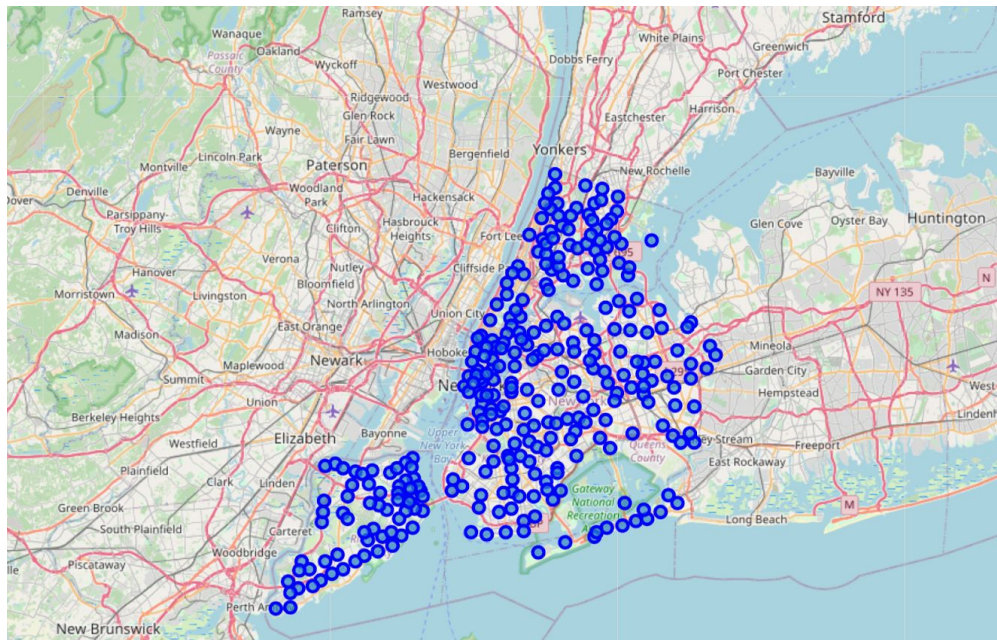 Ramsey
Stamford
Wanaque
Oakland
White Plains
Greenwich
Passaic
County
Wyckoff
Dobbs Ferry
Port Chester
Westwood
Ridgewood
Harrison
Glen Rock
Eastchester
Wayne
Fair Lawn
Yonkers
Lincoln Park
Paterson
Bergenfield
Montville
New Rochelle
Bayville
Denville
Woodland
Park
Hackensack
Dover
Parsippany-
Troy Hills
Clifton
Hasbrouck
Heights
Fort Lee
Glen Cove
Oyster Bay
Huntington
Verona
Nutley
Cliffside P
Hanover
Bloomfield
N
Morristown
Livingston
North Arlington
NY 135
Union City
East Orange
Madison
Mineola
Newark
Hoboke
Summit
Maplewood
Garden City
Union
Hempstead
Berkeley Heights
Bayonne
Elizabeth
Upper
New York
Bay
Queens
County
ey Stream
Freeport
Westfield
East Rockaway
Plainfield
Clark
Linden
Gateway
National
Recreation
Green Brook
Carteret
Long Beach
M
South Plainfield
Woodbridge
Piscataway
Perth Am
New Brunswick